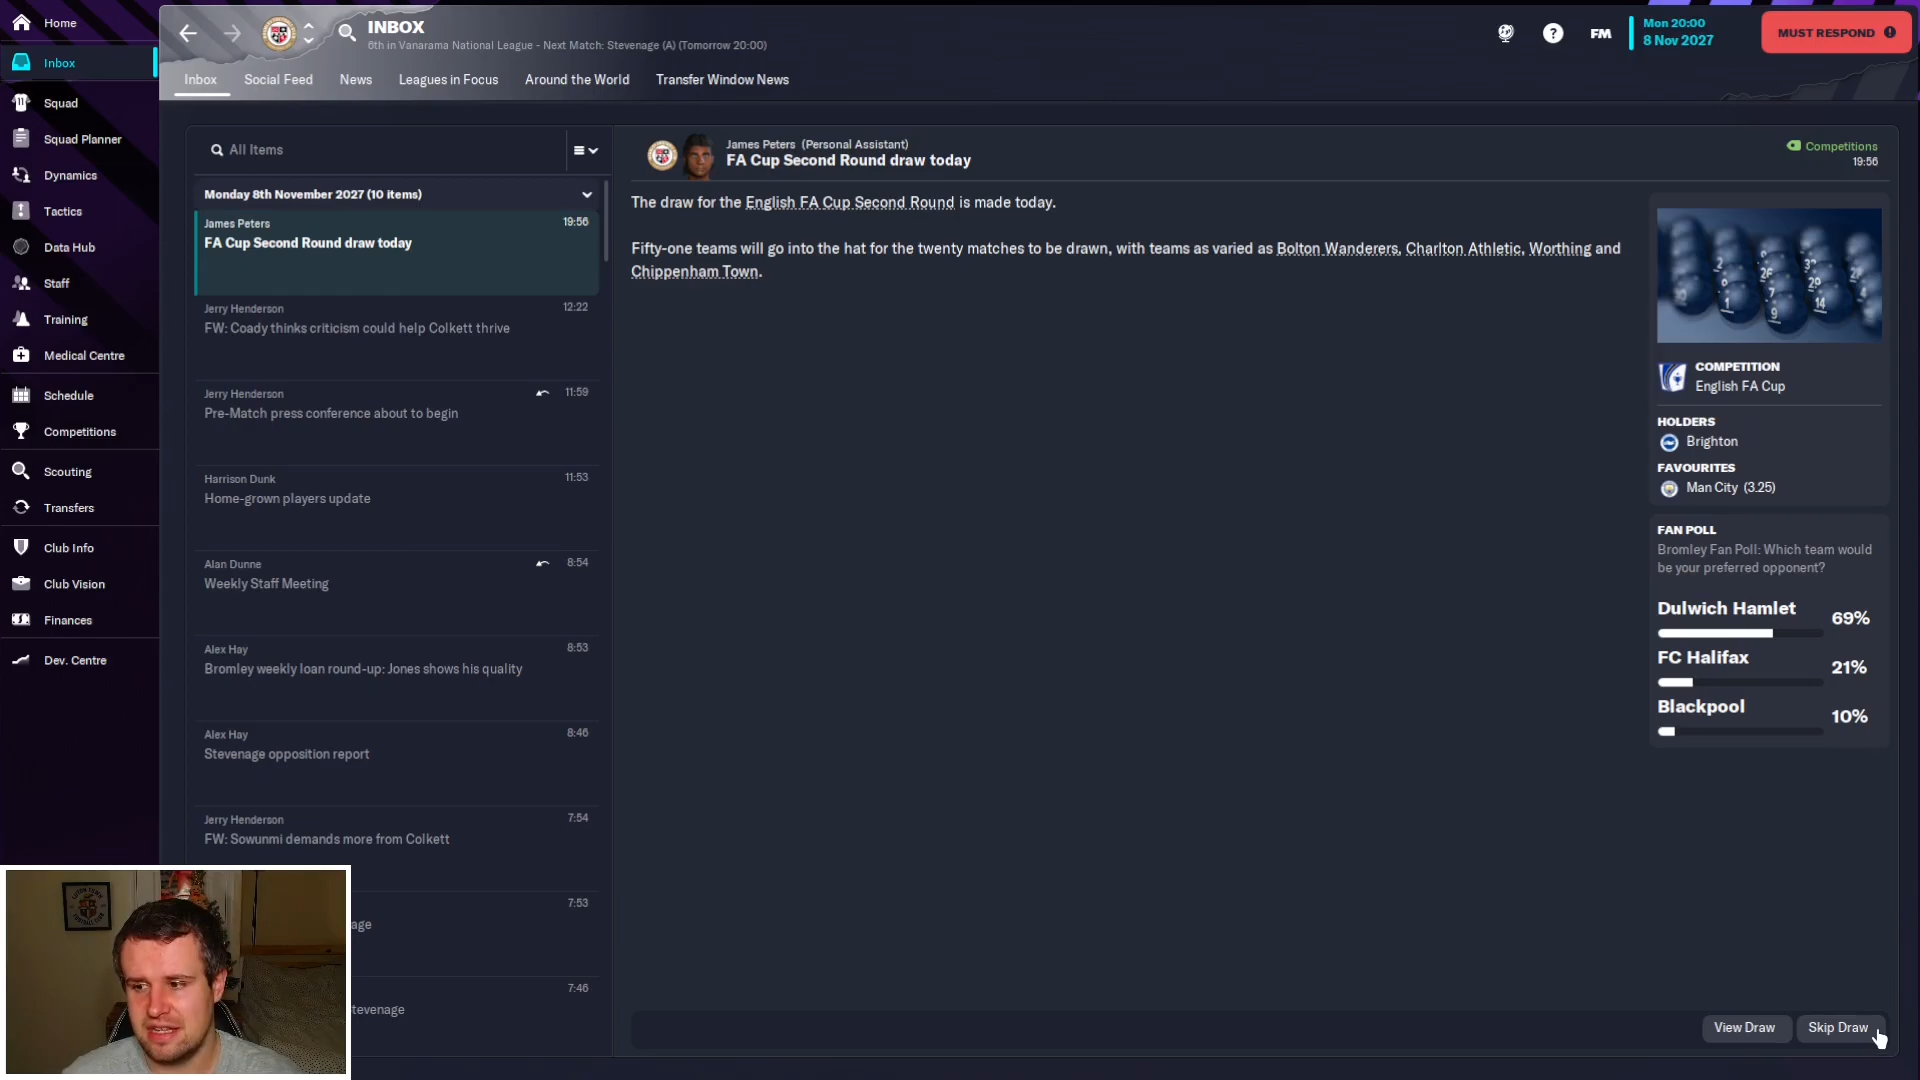 Home
Inbox
Squad
Squad Planner
Dynamics
Tactics
Data Hub
Staff
Training
Medical Centre
Schedule
Competitions
Scouting
Transfers
Club Info
Club Vision
Finances
Dev. Centre
INBOX
6th in Vanarama National League - Next Match: Stevenage (A) (Tomorrow 20:00)
FM
Mon 20:00
8 Nov 2027
MUST RESPOND
Inbox
Social Feed
News
Leagues in Focus
Around the World
Transfer Window News
All Items
Monday 8th November 2027 (10 items)
James Peters 19:56
FA Cup Second Round draw today
Jerry Henderson 12:22
FW: Coady thinks criticism could help Colkett thrive
Jerry Henderson 11:59
Pre-Match press conference about to begin
Harrison Dunk 11:53
Home-grown players update
Alan Dunne 8:54
Weekly Staff Meeting
Alex Hay 8:53
Bromley weekly loan round-up: Jones shows his quality
Alex Hay 8:46
Stevenage opposition report
Jerry Henderson 7:54
FW: Sowunmi demands more from Colkett
7:53
age
7:46
tevenage
James Peters (Personal Assistant)
FA Cup Second Round draw today
Competitions
19:56
The draw for the English FA Cup Second Round is made today.
Fifty-one teams will go into the hat for the twenty matches to be drawn, with teams as varied as Bolton Wanderers, Charlton Athletic, Worthing and
Chippenham Town.
COMPETITION
English FA Cup
HOLDERS
Brighton
FAVOURITES
Man City (3.25)
FAN POLL
Bromley Fan Poll: Which team would
be your preferred opponent?
Dulwich Hamlet 69%
FC Halifax 21%
Blackpool 10%
View Draw
Skip Draw